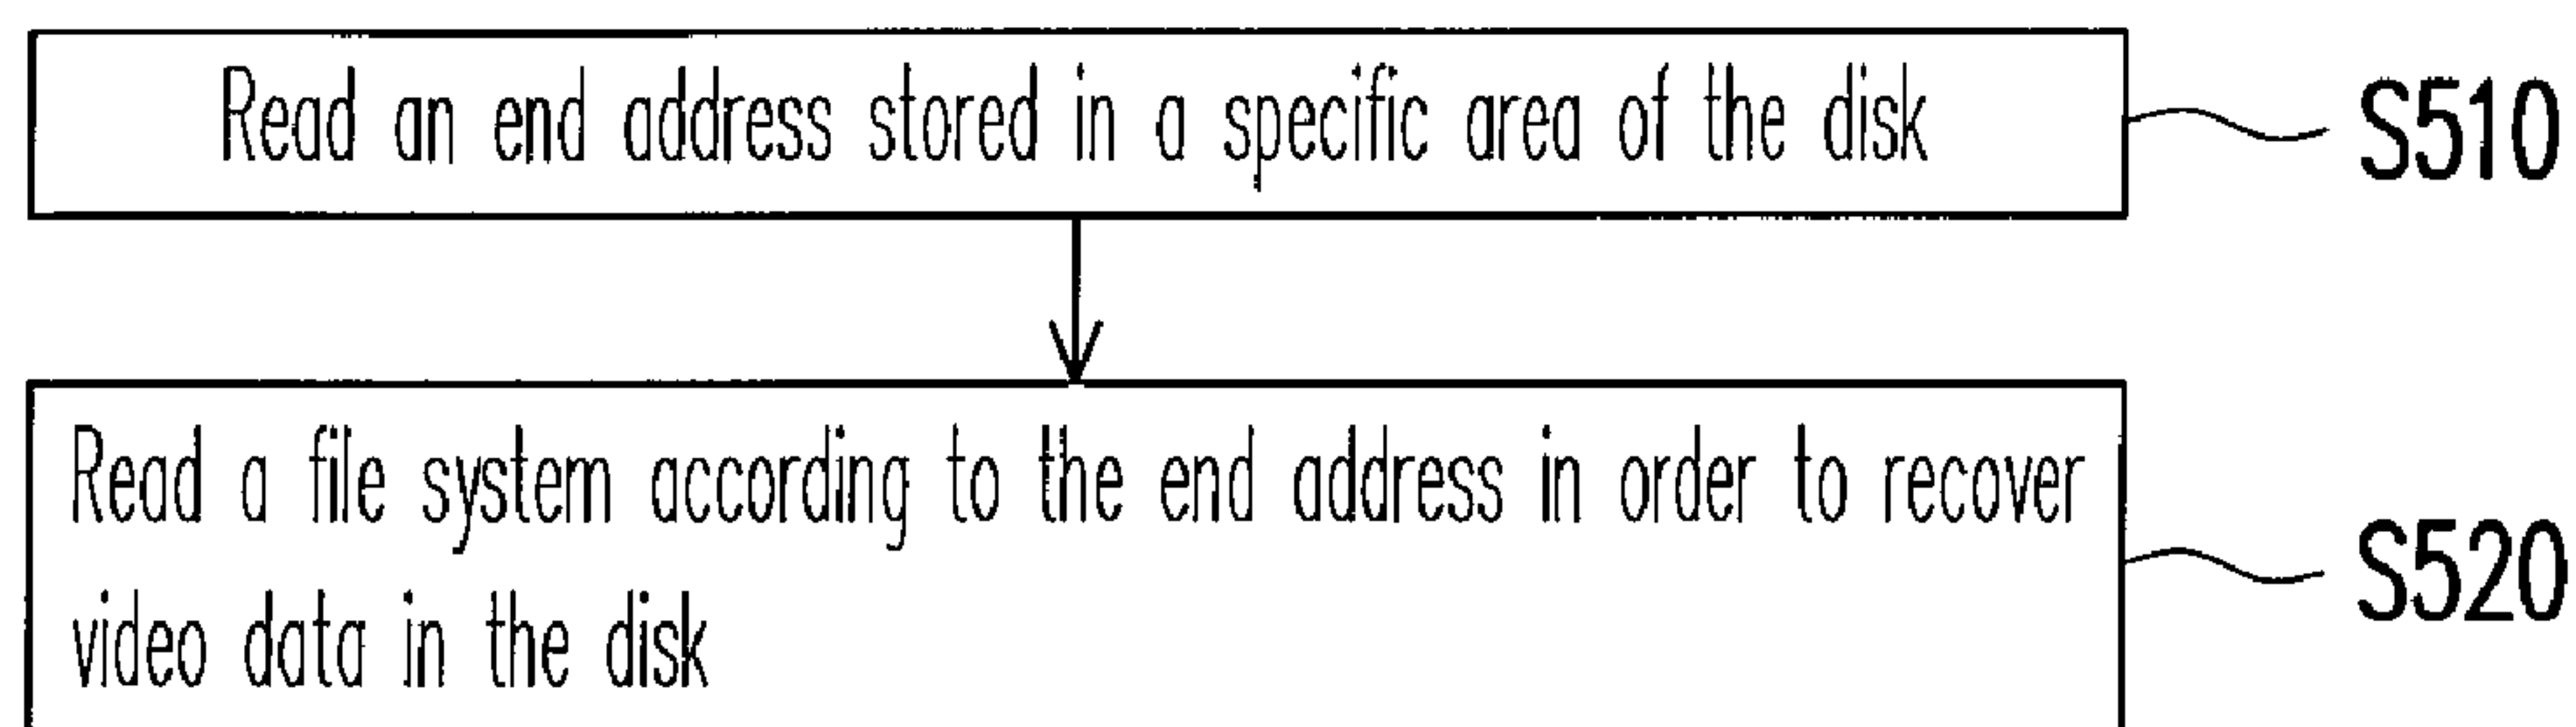 Read an end address stored in a specific area of the disk
S510
Read a file system according to the end address in order to recover
video data in the disk
S520